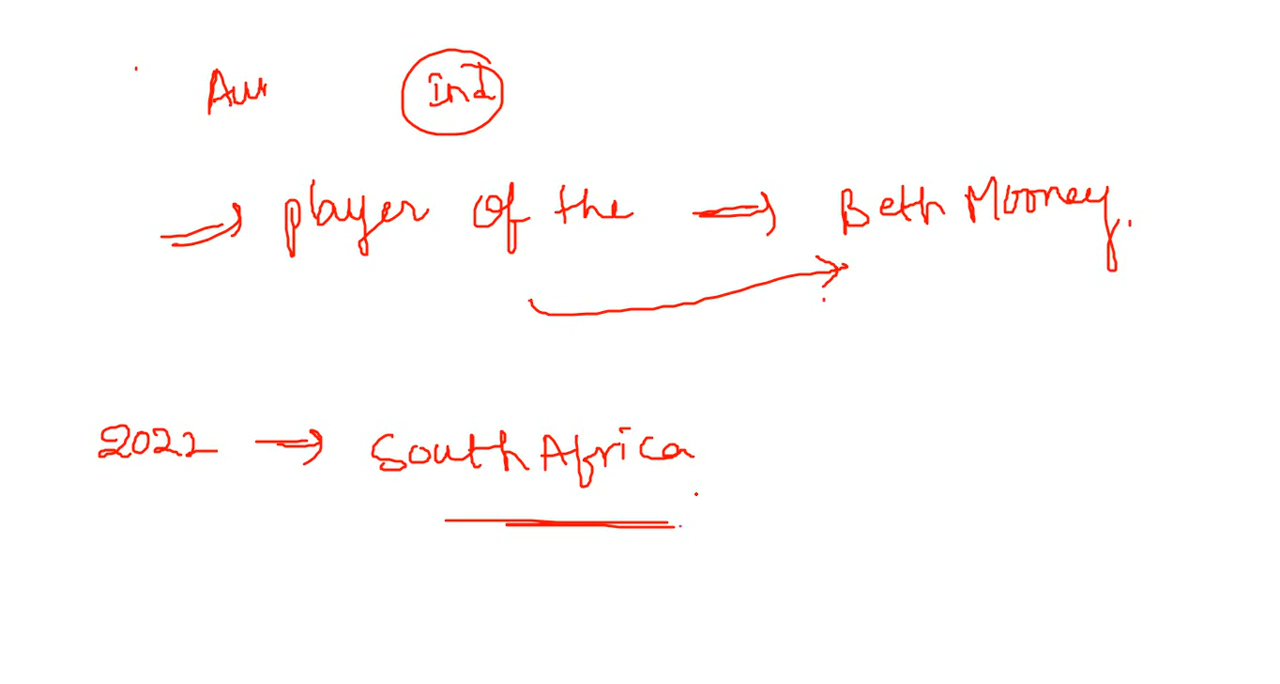 Aus Ind
⇒ player of the → Beth Mooney.
2022 → South Africa